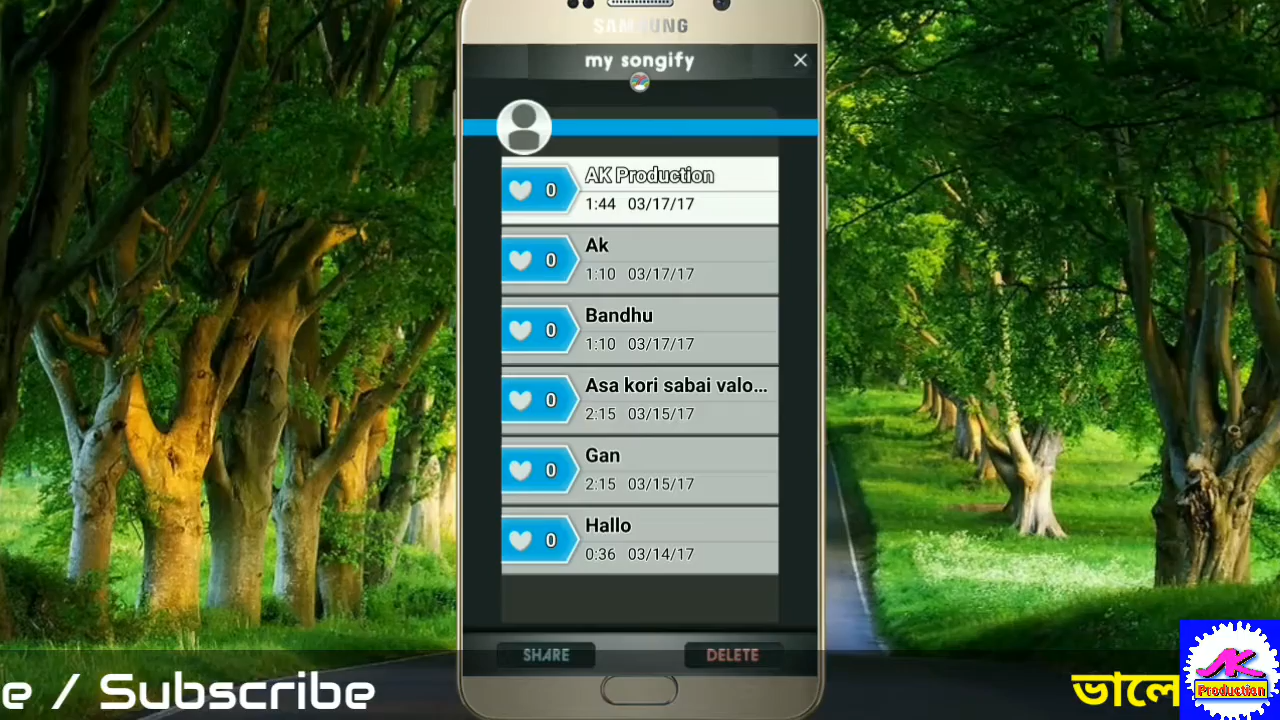 SAMSUNG
my songify
0
AK Production
1:44 03/17/17
0
Ak
1:10 03/17/17
0
Bandhu
1:10 03/17/17
0
Asa kori sabai valo...
2:15 03/15/17
0
Gan
2:15 03/15/17
0
Hallo
0:36 03/14/17
SHARE
DELETE
e / Subscribe
ভালে
AK
Production